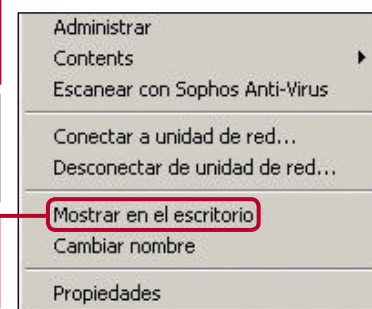 Administrar
Contents
Escanear con Sophos Anti-Virus
Conectar a unidad de red...
Desconectar de unidad de red...
Mostrar en el escritorio
Cambiar nombre
Propiedades